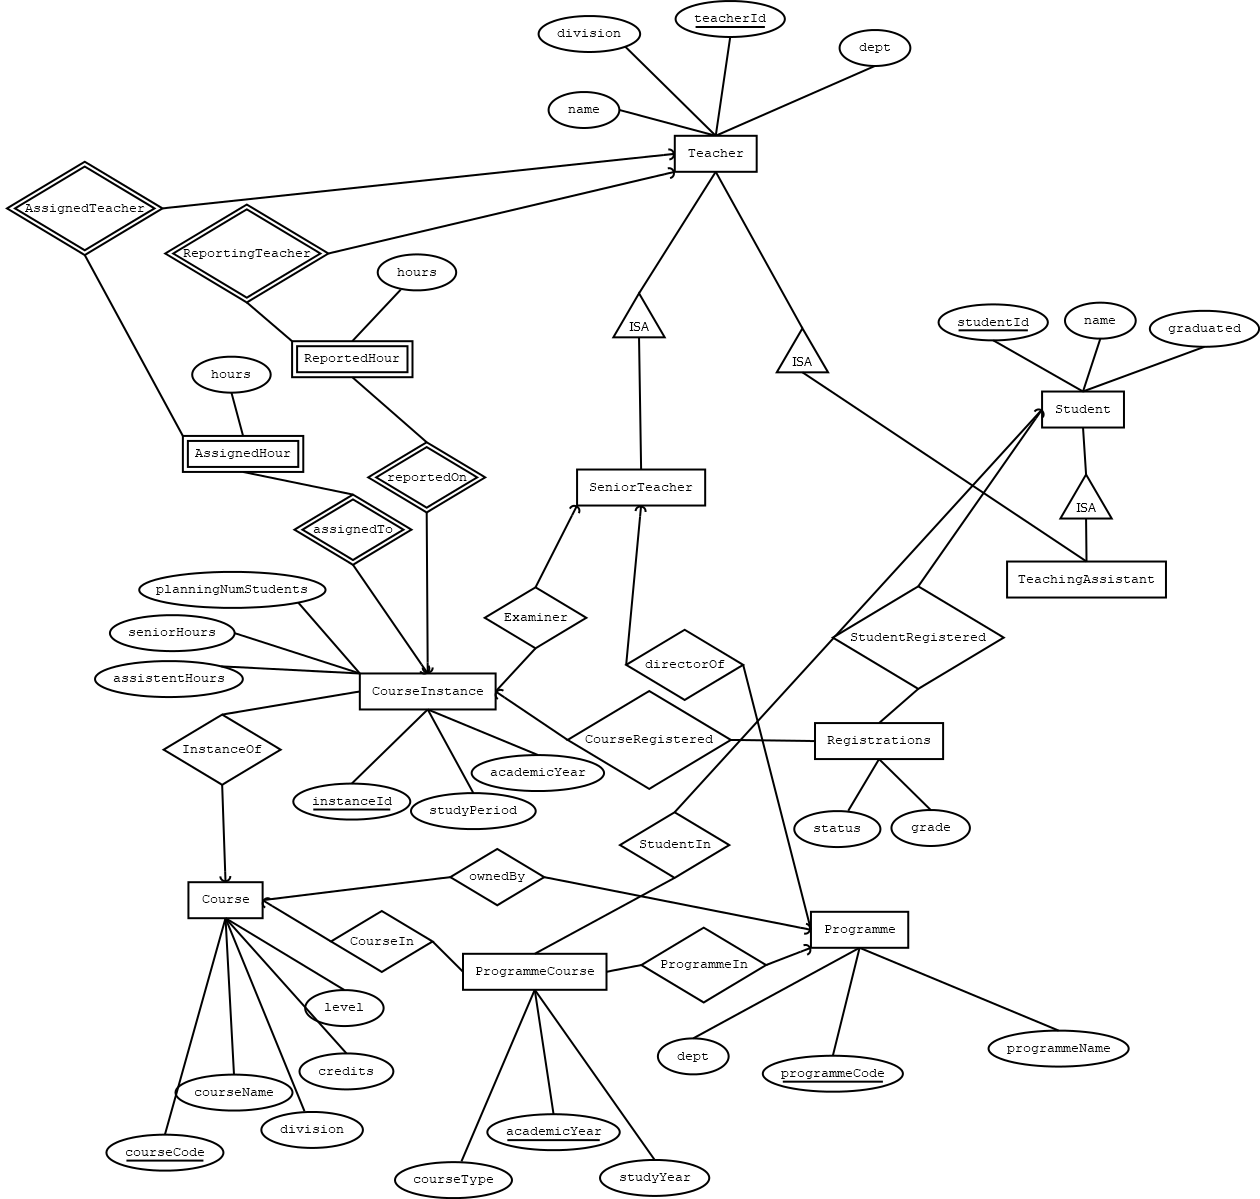 teacherId
division
dept
name
Teacher
AssignedTeacher
ReportingTeacher
hours
ISA
studentId
name
graduated
ReportedHour
ISA
hours
Student
AssignedHour
reportedOn
SeniorTeacher
ISA
assignedTo
TeachingAssistant
planningNumStudents
Examiner
seniorHours
StudentRegistered
directorOf
assistentHours
CourseInstance
CourseRegistered
Registrations
InstanceOf
academicYear
instanceId
studyPeriod
status
grade
StudentIn
ownedBy
Course
Programme
CourseIn
ProgrammeIn
ProgrammeCourse
level
programmeName
dept
credits
programmeCode
courseName
division
academicYear
courseCode
courseType
studyYear